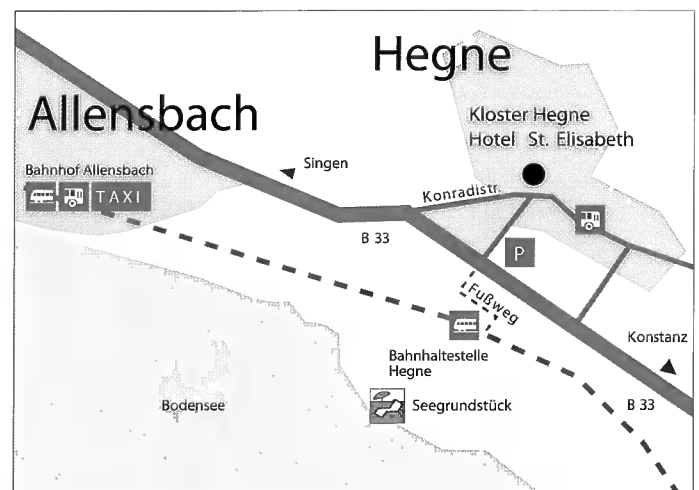 Hegne
Allensbach
Kloster Hegne
Hotel St. Elisabeth
Bahnhof Allensbach
TAXI
Singen
Konradistr.
B 33
P
Fußweg
Bahnhaltestelle
Hegne
Konstanz
Bodensee
Seegrundstück
B 33